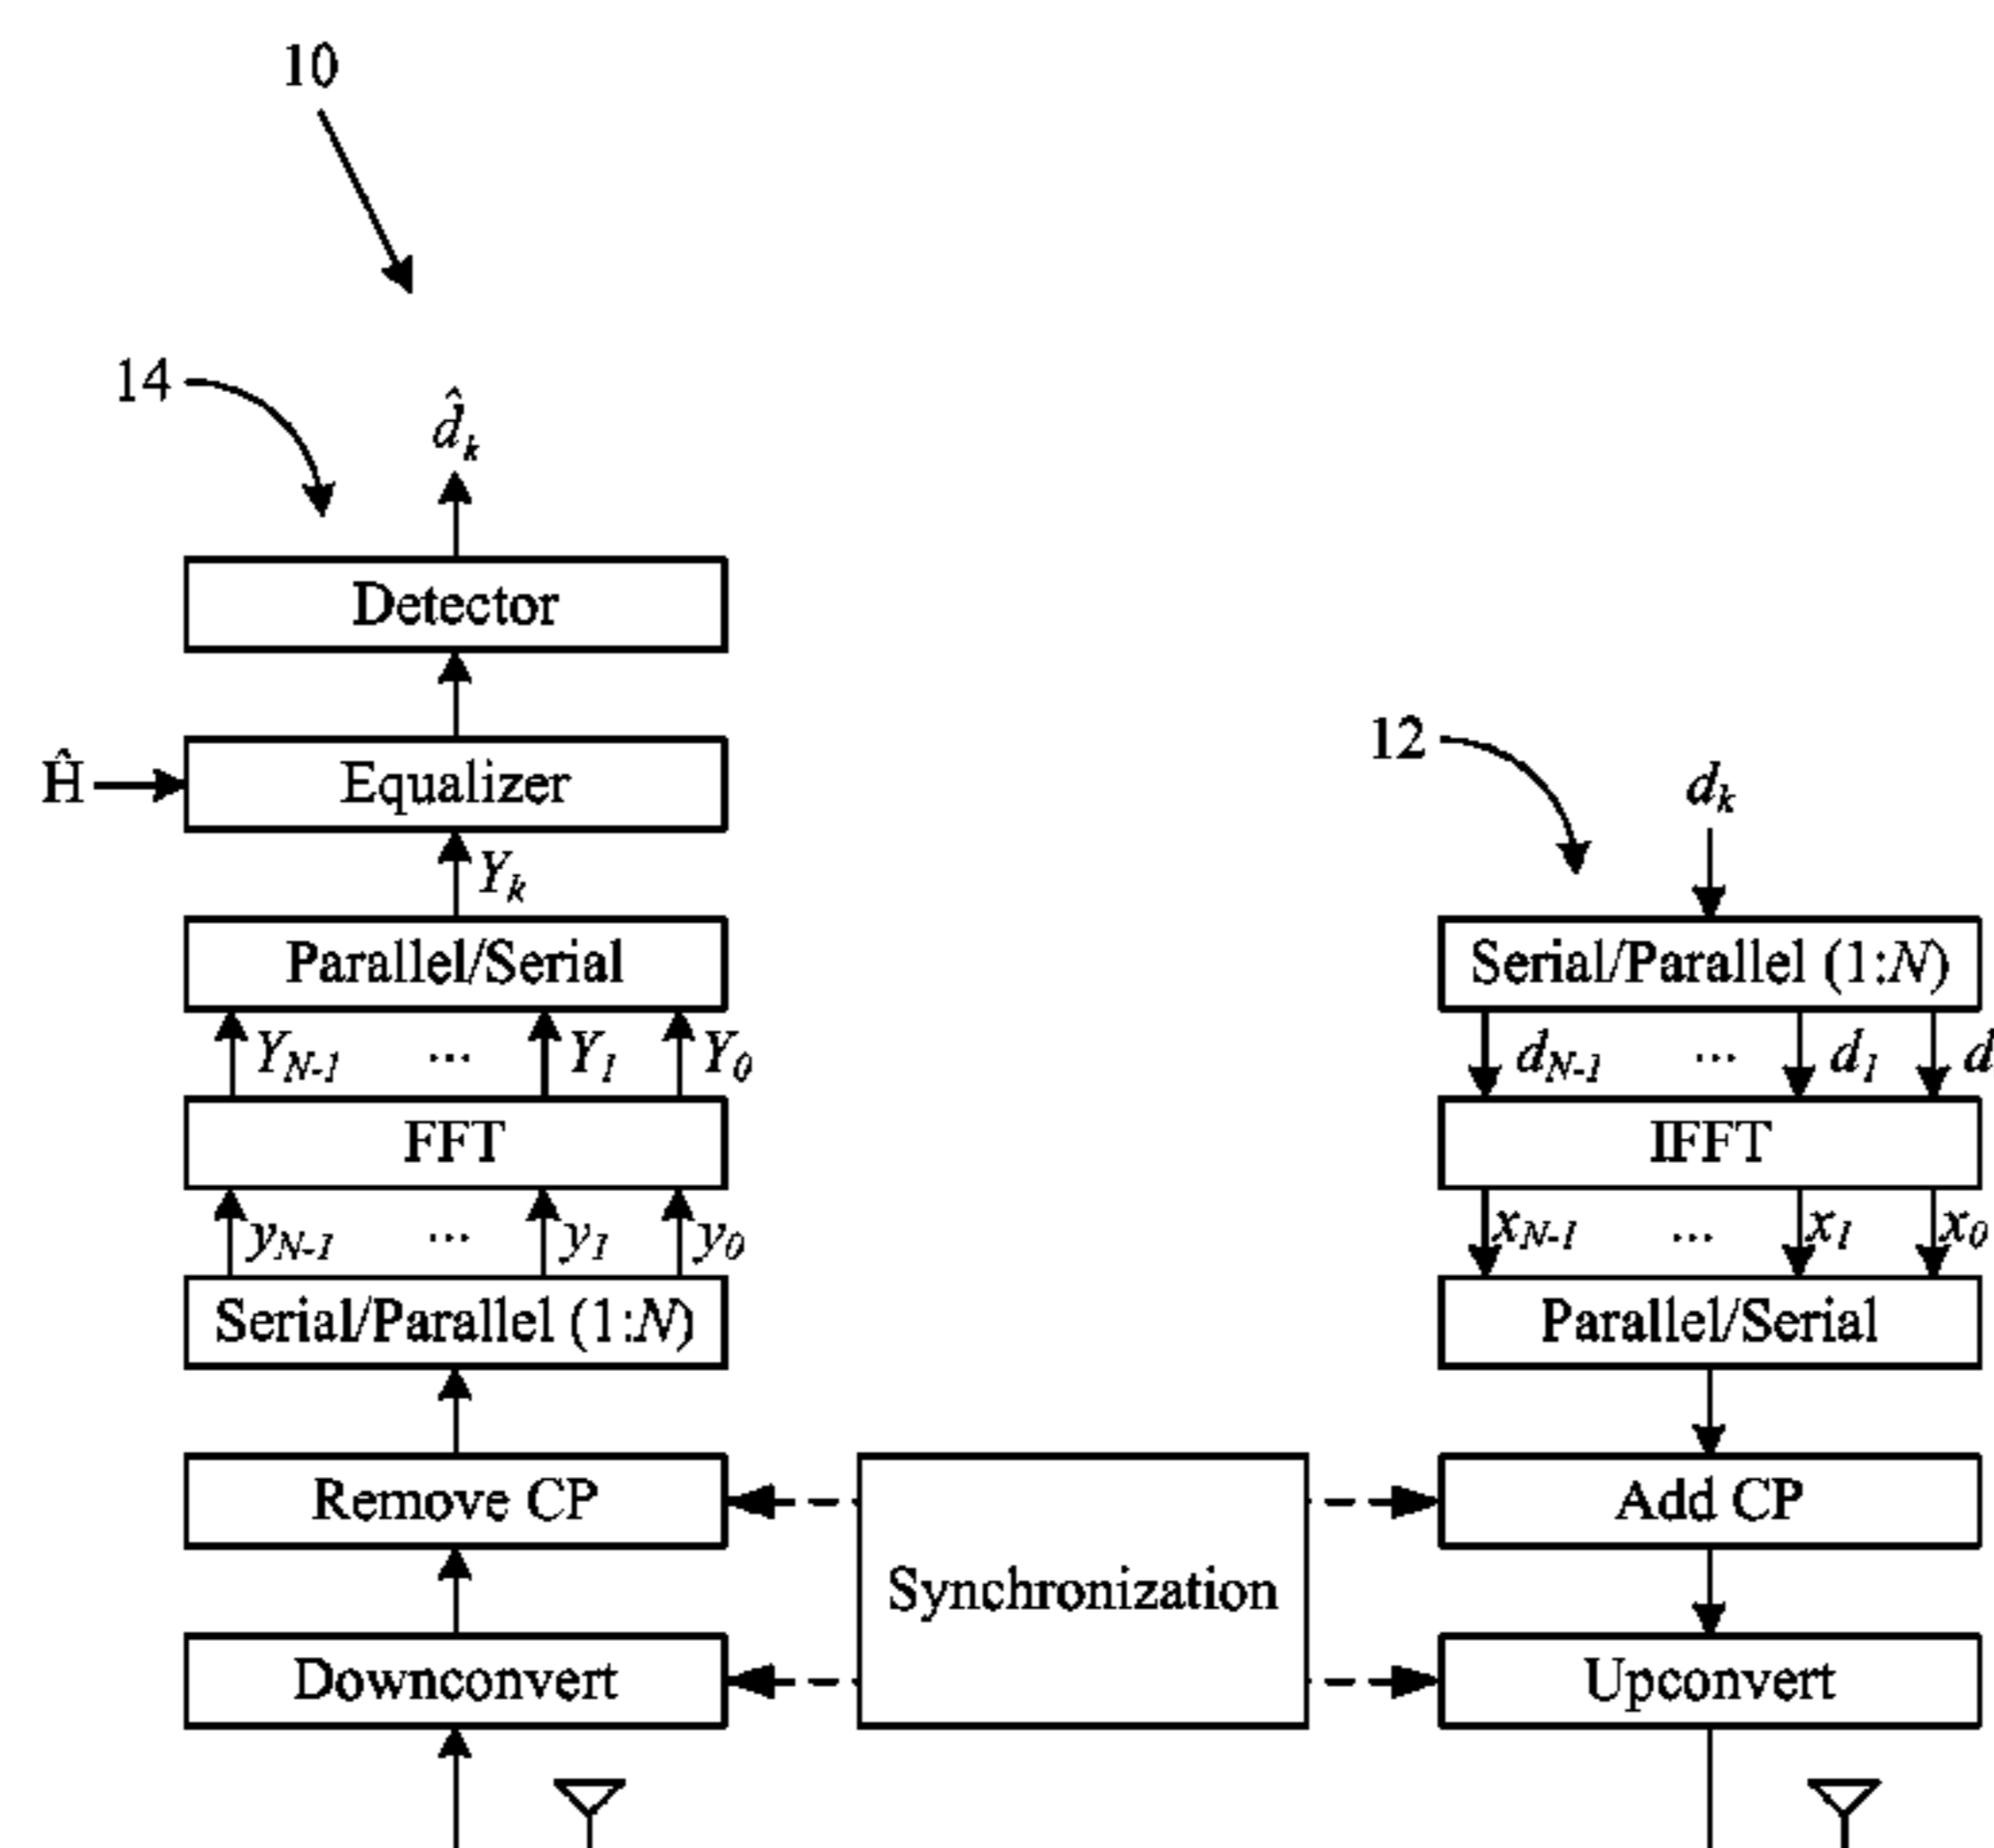 10
14
d̂k
Detector
Ĥ
Equalizer
Yk
Parallel/Serial
YN-1 ... Y1 Y0
FFT
yN-1 ... y1 y0
Serial/Parallel (1:N)
Remove CP
Downconvert
Synchronization
12
dk
Serial/Parallel (1:N)
dN-1 ... d1 d
IFFT
xN-1 ... x1 x0
Parallel/Serial
Add CP
Upconvert